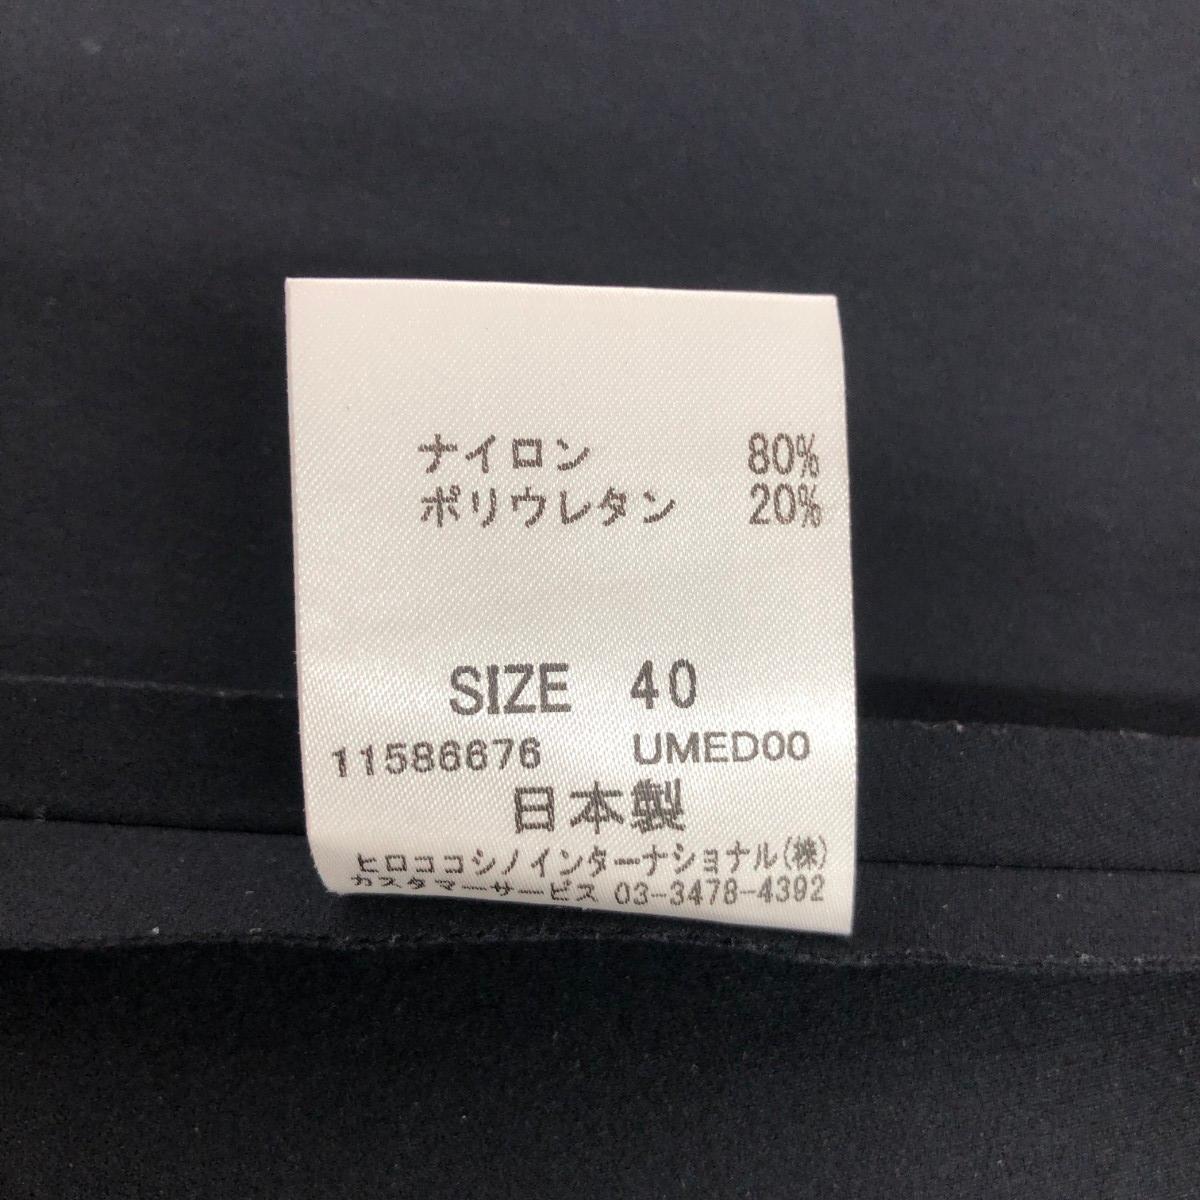 ナイロン 80%
ポリウレタン 20%
SIZE 40
11586676 UMED00
日本製
ヒロココシノインターナショナル(株)
カスタマーサービス 03-3478-4392